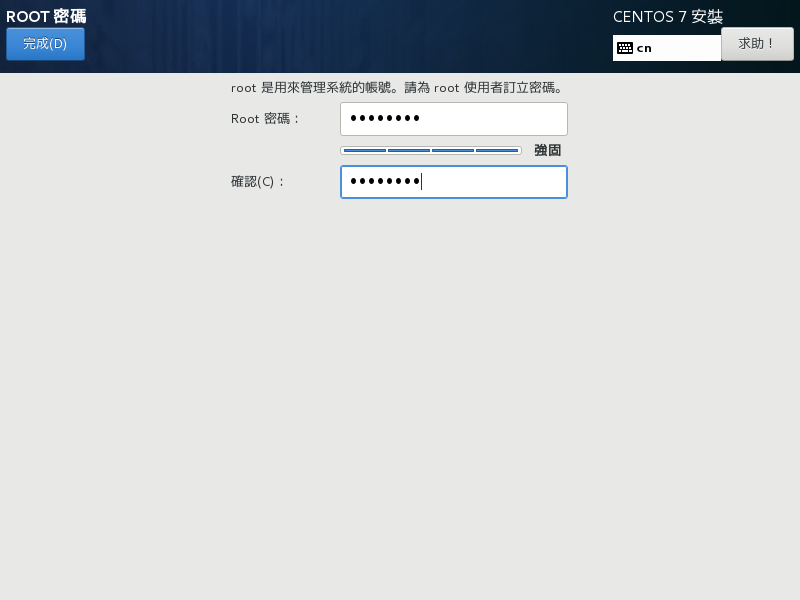 ROOT 密碼
CENTOS 7 安裝
完成(D)
cn
求助！
root 是用來管理系統的帳號。請為 root 使用者訂立密碼。
Root 密碼：
••••••••
強固
確認(C)：
••••••••